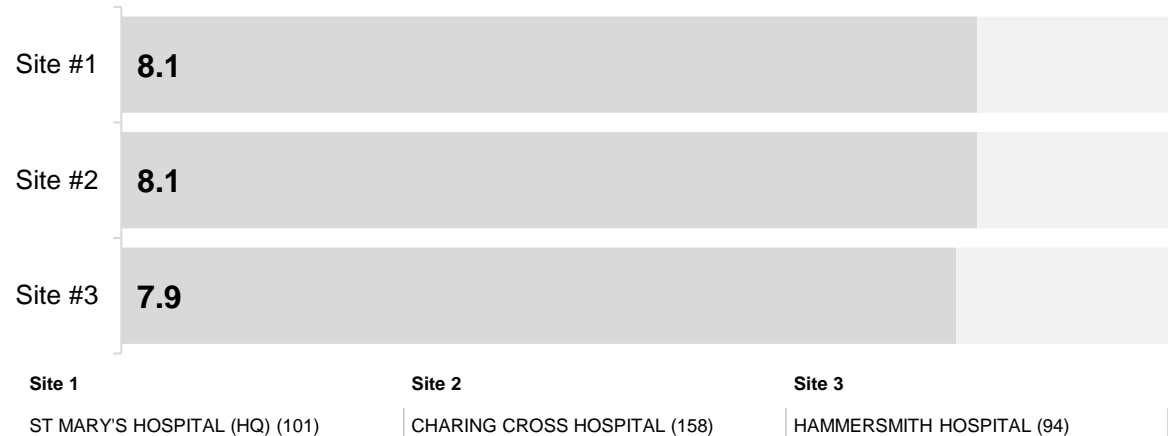 Site #1 8.1
Site #2 8.1
Site #3 7.9
Site 1 Site 2 Site 3
ST MARY'S HOSPITAL (HQ) (101) CHARING CROSS HOSPITAL (158) HAMMERSMITH HOSPITAL (94)